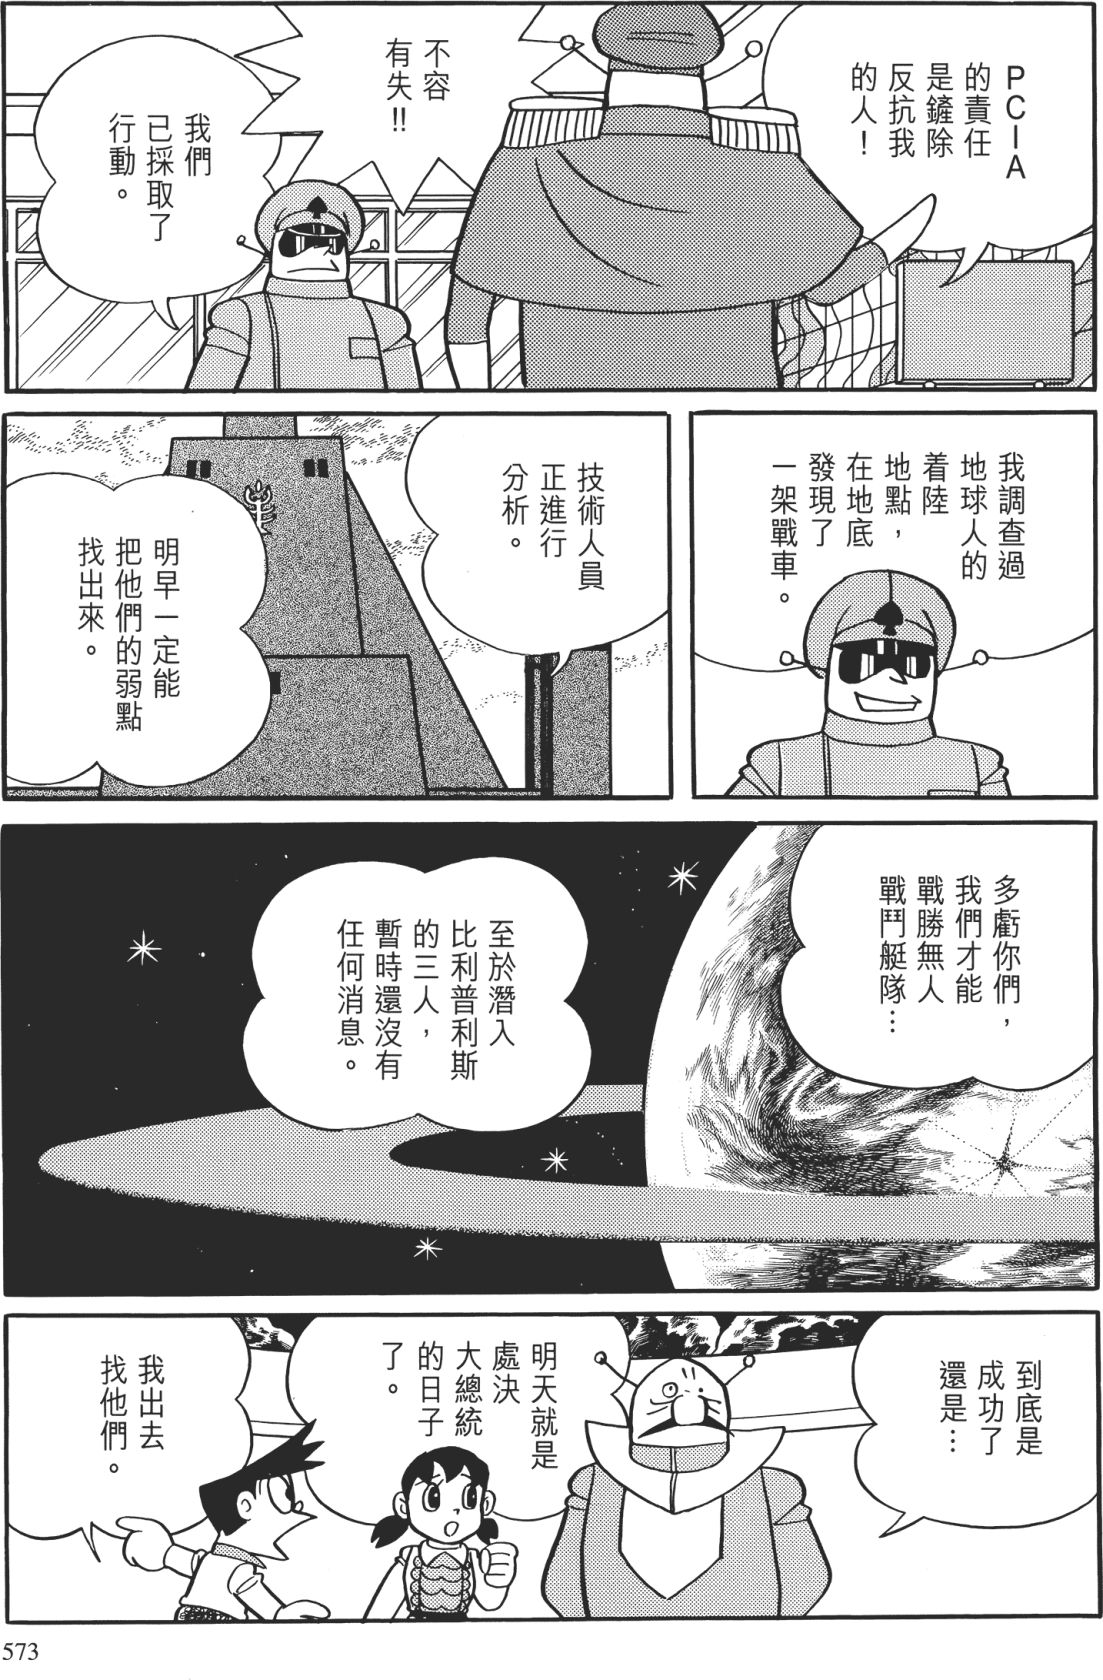 PCIA
的責任
是鏟除
反抗我
的人！
不容
有失!!
我們
已採取了
行動。
我調查過
地球人的
着陸
地點，
在地底
發現了
一架戰車。
技術人員
正進行
分析。
明早一定能
把他們的弱點
找出來。
多虧你們，
我們才能
戰勝無人
戰鬥艇隊…
至於潛入
比利普利斯
的三人，
暫時還沒有
任何消息。
到底是
成功了
還是…
明天就是
處決
大總統
的日子
了。
我出去
找他們。
573